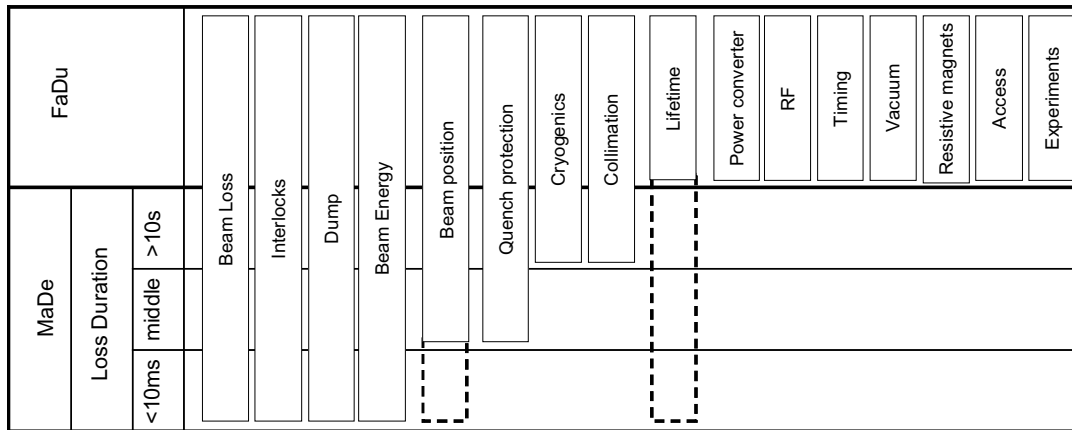 FaDu
MaDe
Loss Duration
>10s
middle
<10ms
Beam Loss
Interlocks
Dump
Beam Energy
Beam position
Quench protection
Cryogenics
Collimation
Lifetime
Power converter
RF
Timing
Vacuum
Resistive magnets
Access
Experiments